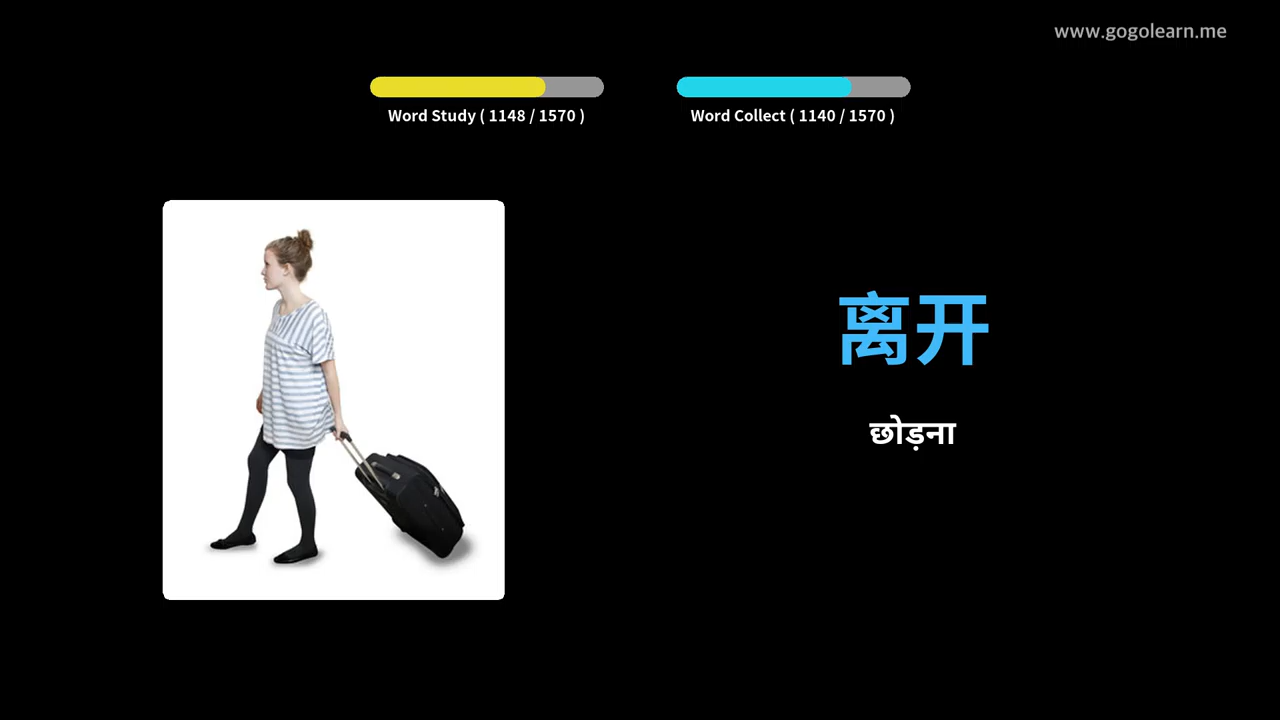 www.gogolearn.me
Word Study ( 1148 / 1570 )
Word Collect ( 1140 / 1570 )
离开
छोड़ना